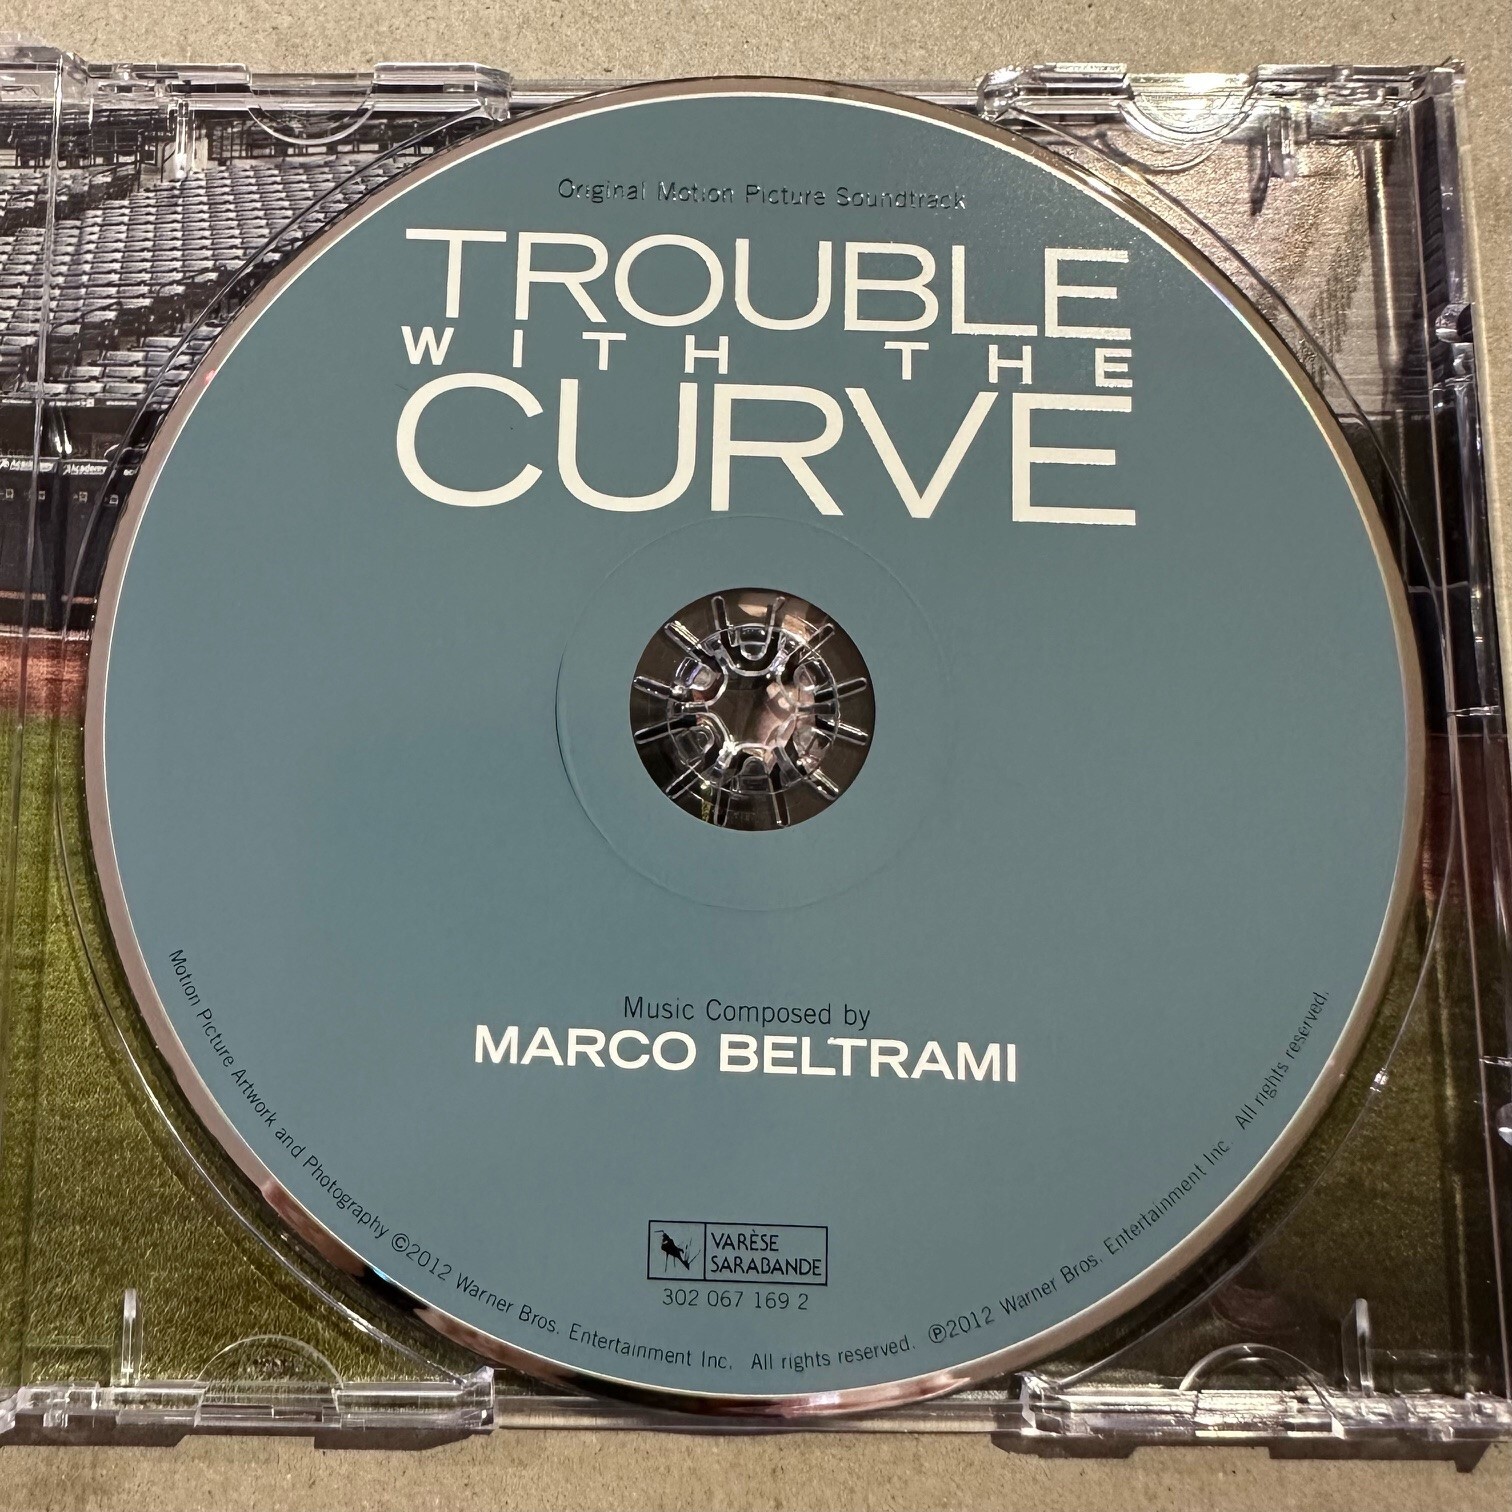 Original Motion Picture Soundtrack
TROUBLE
WITH THE
CURVE
Music Composed by
MARCO BELTRAMI
VARÈSE
SARABANDE
302 067 169 2
Motion Picture Artwork and Photography ©2012 Warner Bros. Entertainment Inc. All rights reserved. ℗2012 Warner Bros. Entertainment Inc. All rights reserved.
Academy
Academy